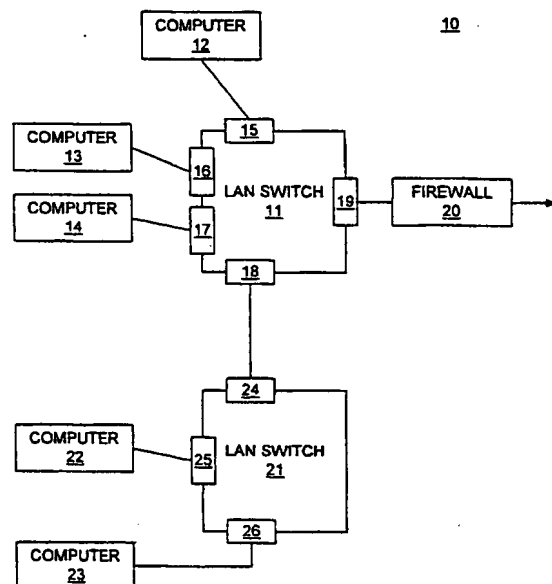 10
COMPUTER
12
15
COMPUTER
13
16
LAN SWITCH
11
19
FIREWALL
20
COMPUTER
14
17
18
24
COMPUTER
22
25
LAN SWITCH
21
26
COMPUTER
23